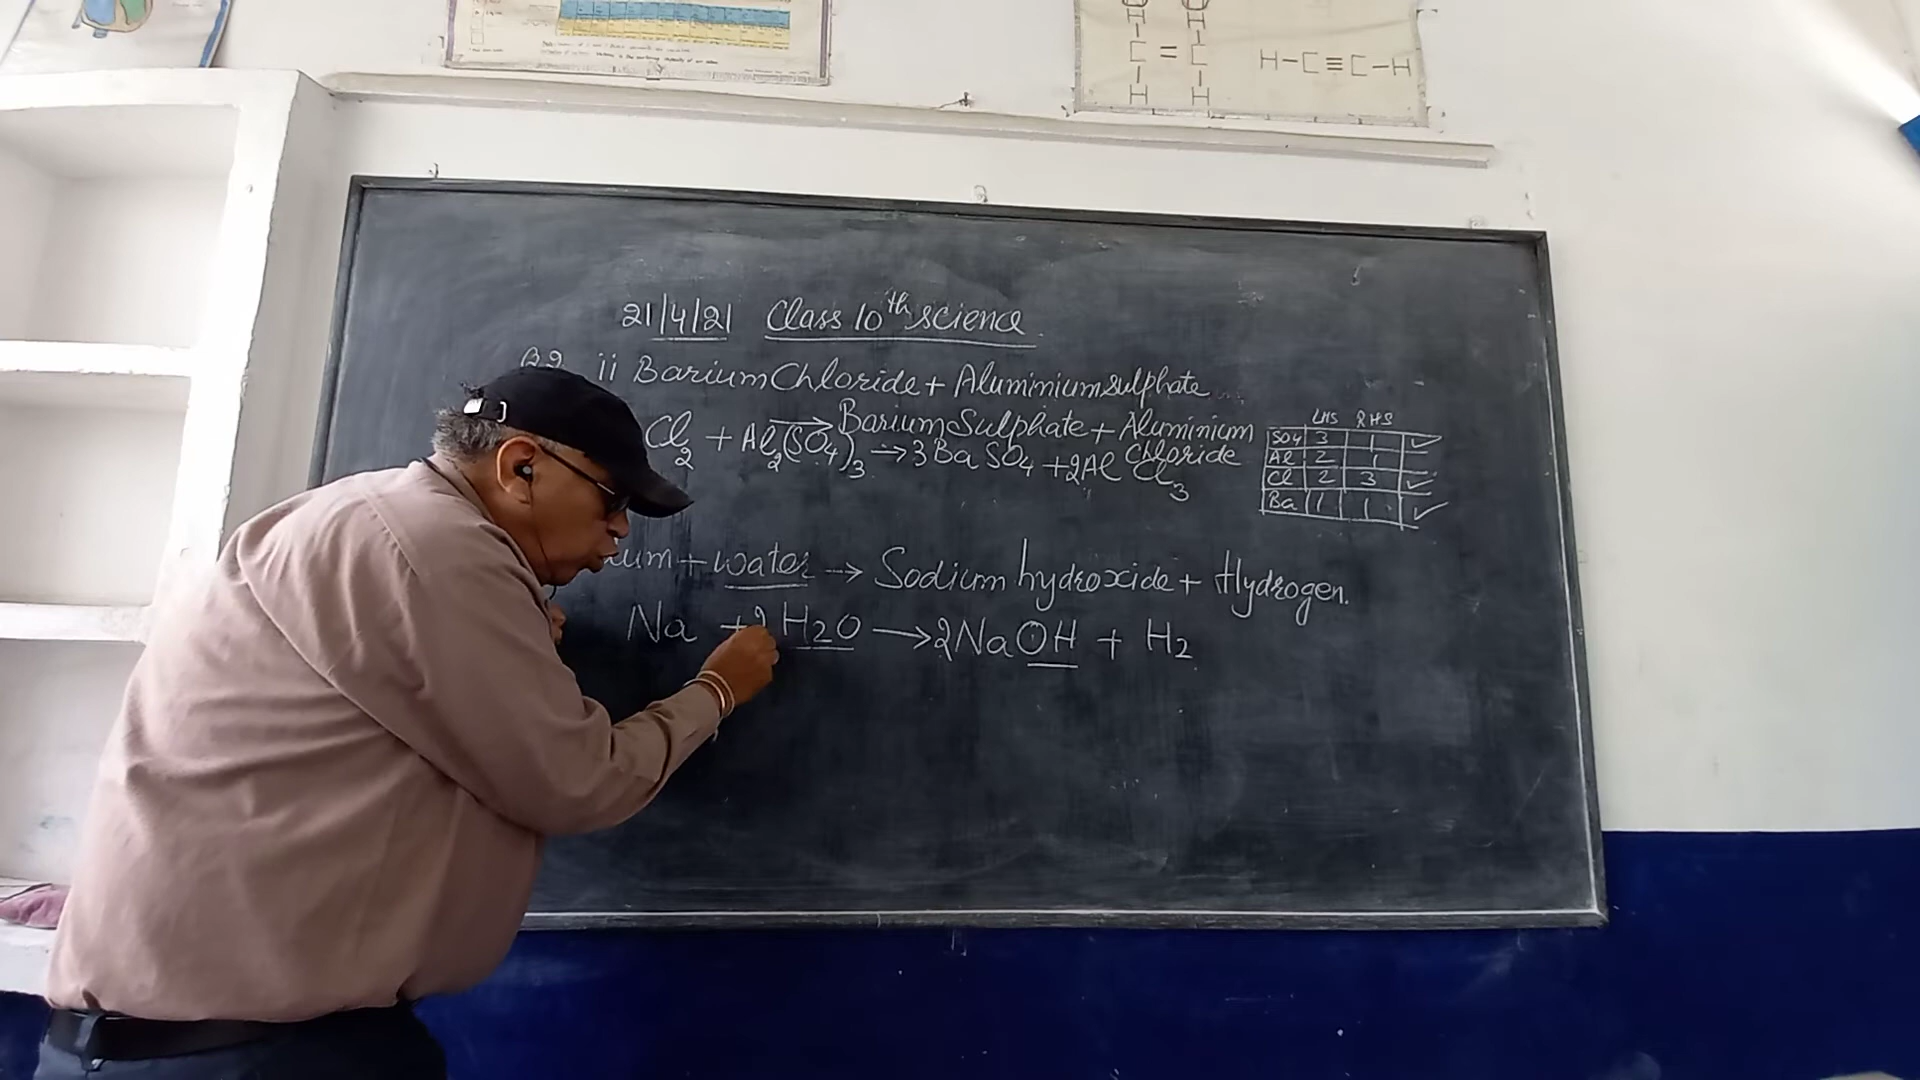 H H
C = C
H H
H-C≡C-H
21/4/21 Class 10th science
ii Barium Chloride + Aluminium sulphate
→ Barium Sulphate + Aluminium Chloride
Cl2 + Al2(SO4)3 → 3BaSO4 + 2AlCl3
LHS RHS
SO4 3 1 ✓
Al 2 1
Cl 2 3 ✓
Ba 1 1 ✓
+ water → Sodium hydroxide + Hydrogen.
Na + 2H2O → 2NaOH + H2